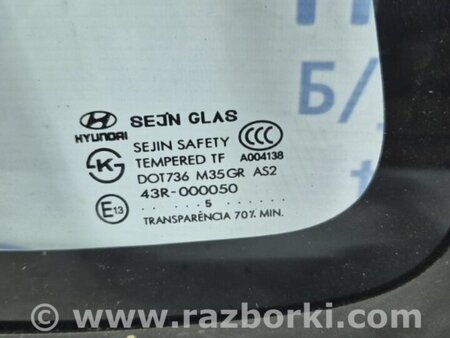 П
Б/
HYUNDAI SEJIN GLAS
SEJIN SAFETY
TEMPERED TF A004138
DOT736 M35GR AS2
43R-000050
E13 . . . . . 5 . . . . . .
TRANSPARÊNCIA 70% MIN.
© www.razborki.com